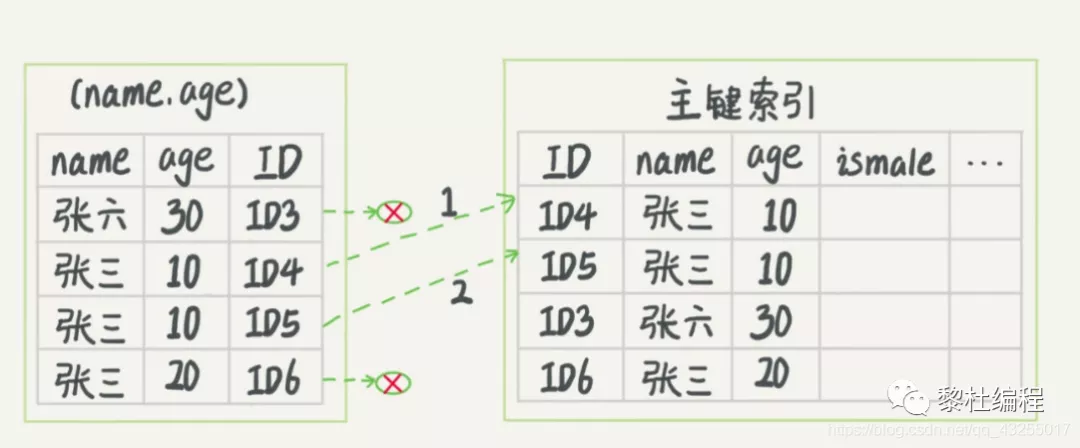 (name,age)
name age ID
张六 30 ID3
张三 10 ID4
张三 10 ID5
张三 20 ID6
1
2
主键索引
ID name age ismale ...
ID4 张三 10
ID5 张三 10
ID3 张六 30
ID6 张三 20
黎杜编程
https://blog.csdn.net/qq_43255017